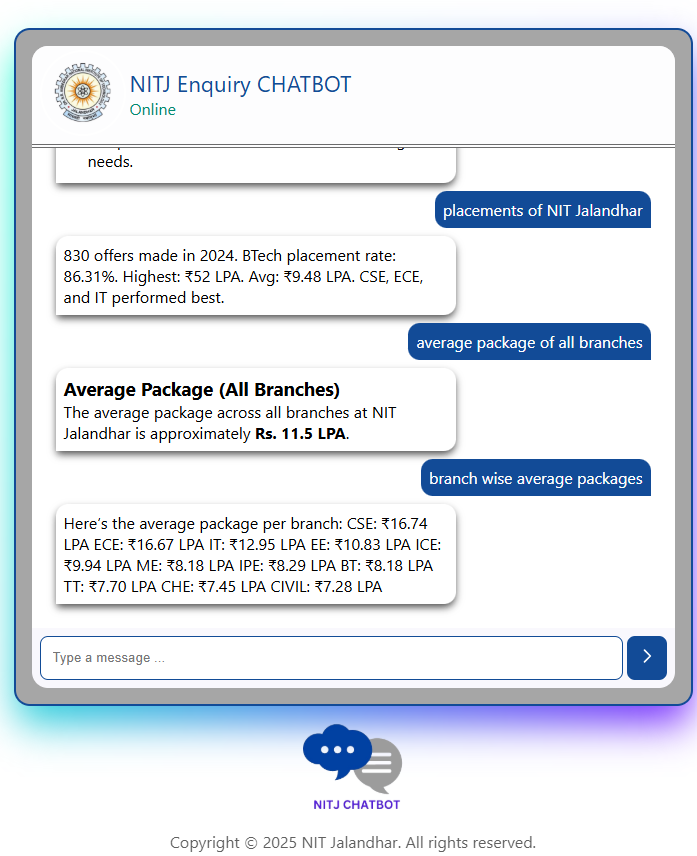 NITJ Enquiry CHATBOT
Online
needs.
placements of NIT Jalandhar
830 offers made in 2024. BTech placement rate:
86.31%. Highest: ₹52 LPA. Avg: ₹9.48 LPA. CSE, ECE,
and IT performed best.
average package of all branches
Average Package (All Branches)
The average package across all branches at NIT
Jalandhar is approximately Rs. 11.5 LPA.
branch wise average packages
Here’s the average package per branch: CSE: ₹16.74
LPA ECE: ₹16.67 LPA IT: ₹12.95 LPA EE: ₹10.83 LPA ICE:
₹9.94 LPA ME: ₹8.18 LPA IPE: ₹8.29 LPA BT: ₹8.18 LPA
TT: ₹7.70 LPA CHE: ₹7.45 LPA CIVIL: ₹7.28 LPA
Type a message ...
NITJ CHATBOT
Copyright © 2025 NIT Jalandhar. All rights reserved.